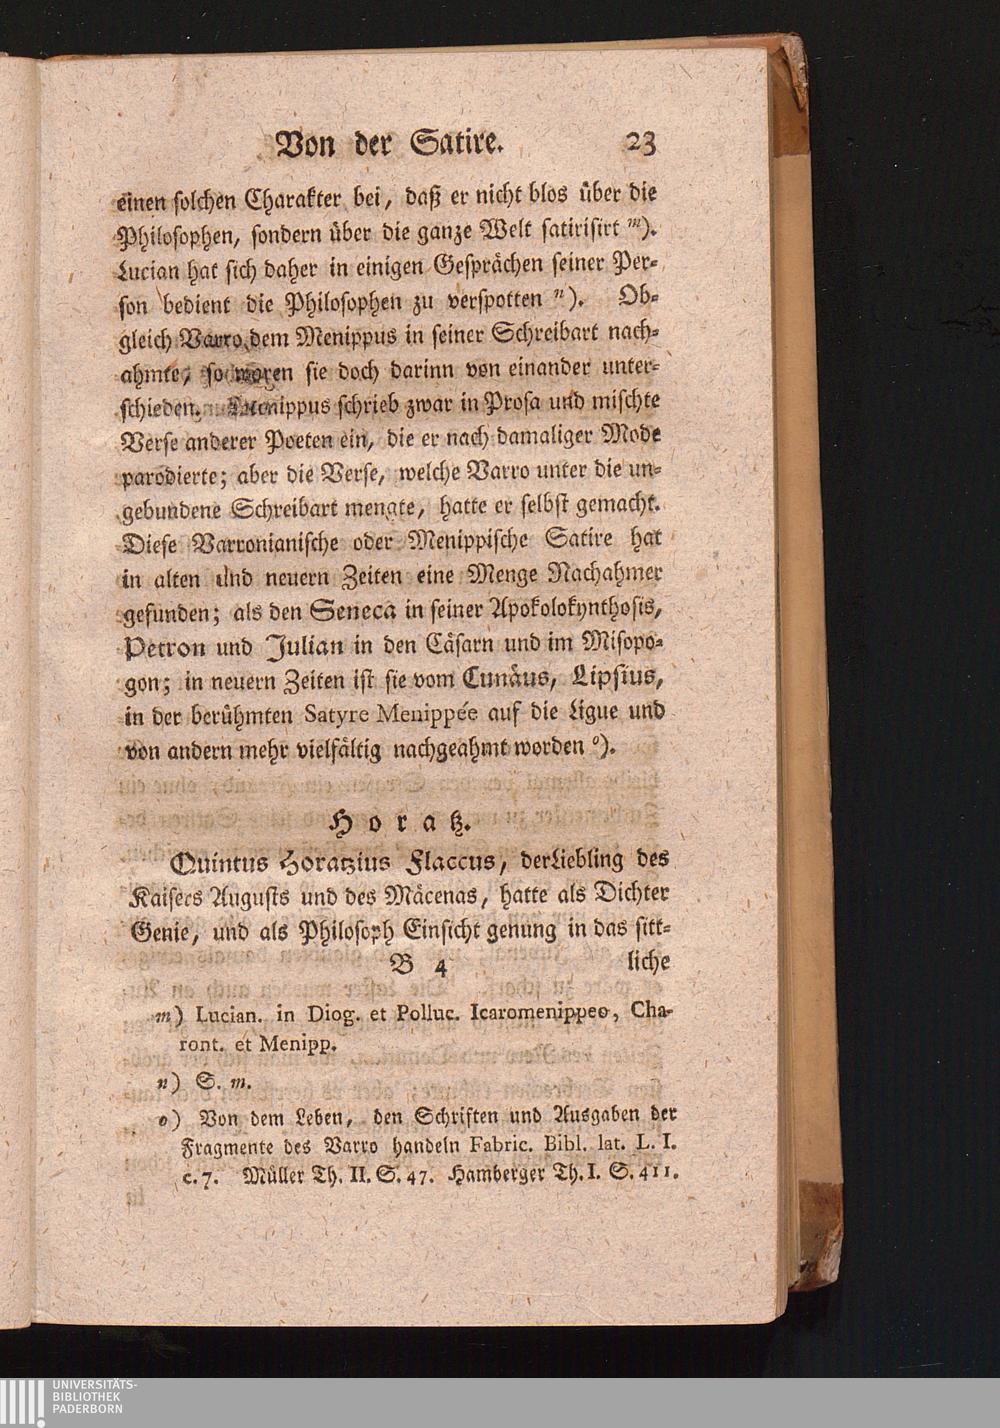 Von der Satire. 23
einen solchen Charakter bei, daß er nicht blos über die
Philosophen, sondern über die ganze Welt satirisirt m).
Lucian hat sich daher in einigen Gesprächen seiner Per-
son bedient die Philosophen zu verspotten n). Ob-
gleich Varro dem Menippus in seiner Schreibart nach-
ahmte, so waren sie doch darinn von einander unter-
schieden. Menippus schrieb zwar in Prosa und mischte
Verse anderer Poeten ein, die er nach damaliger Mode
parodierte; aber die Verse, welche Varro unter die un-
gebundene Schreibart mengte, hatte er selbst gemacht.
Diese Varronianische oder Menippische Satire hat
in alten und neuern Zeiten eine Menge Nachahmer
gefunden; als den Seneca in seiner Apokolokynthosis,
Petron und Julian in den Cäsarn und im Misopo-
gon; in neuern Zeiten ist sie vom Cunäus, Lipsius,
in der berühmten Satyre Menippée auf die Ligue und
von andern mehr vielfältig nachgeahmt worden o).
Horatz.
Quintus Horatzius Flaccus, der Liebling des
Kaisers Augusts und des Mäcenas, hatte als Dichter
Genie, und als Philosoph Einsicht genung in das sitt-
B 4 liche
m) Lucian. in Diog. et Polluc. Icaromenippeo, Cha-
ront. et Menipp.
n) S. m.
o) Von dem Leben, den Schriften und Ausgaben der
Fragmente des Varro handeln Fabric. Bibl. lat. L. I.
c. 7. Müller Th. II. S. 47. Hamberger Th. I. S. 411.
UNIVERSITÄTS-
BIBLIOTHEK
PADERBORN